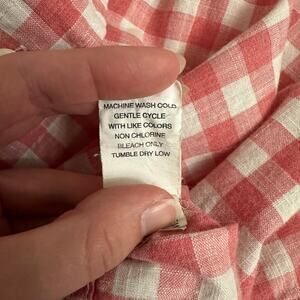 MACHINE WASH COLD
GENTLE CYCLE
WITH LIKE COLORS
NON CHLORINE
BLEACH ONLY
TUMBLE DRY LOW